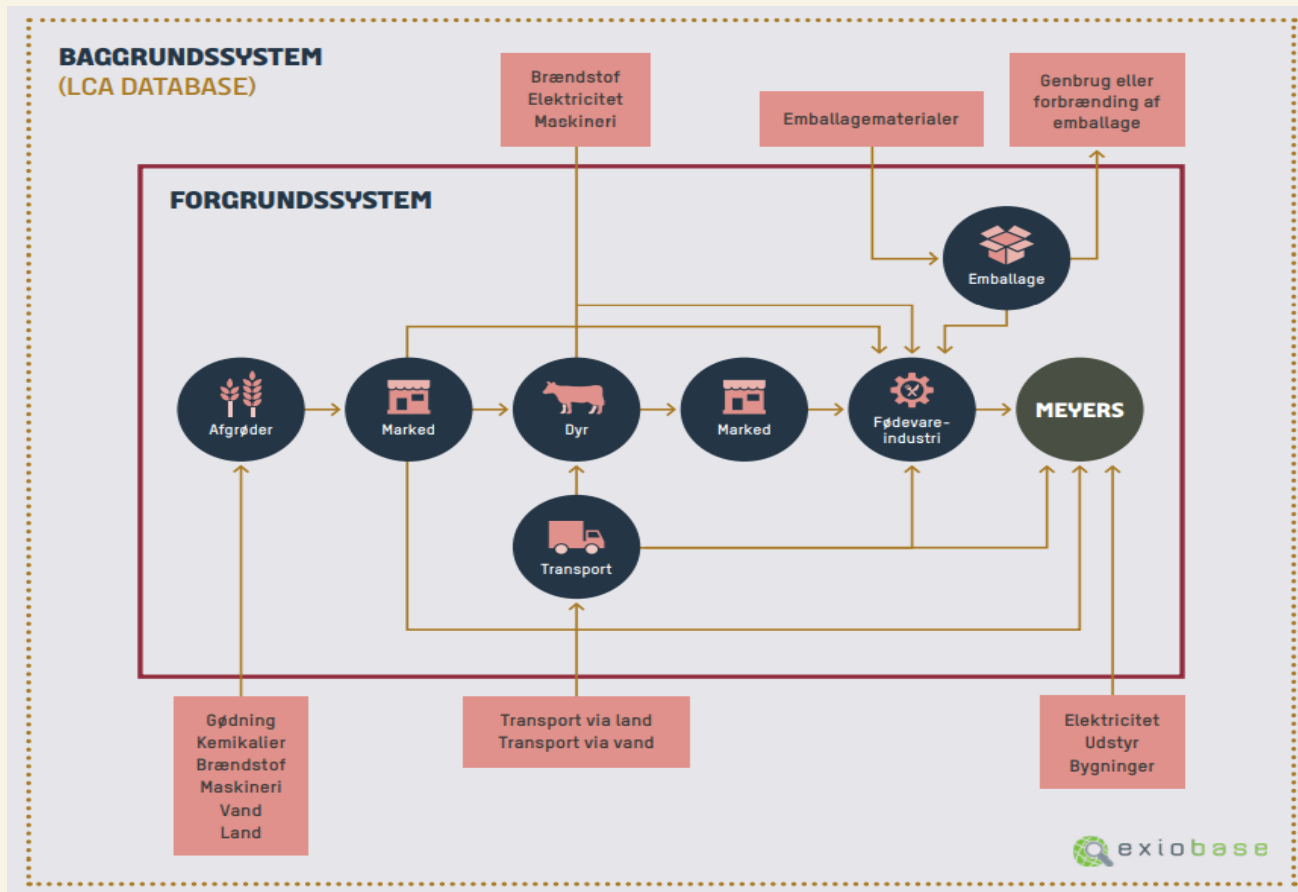 BAGGRUNDSSYSTEM
(LCA DATABASE)
Brændstof
Elektricitet
Maskineri
Emballagematerialer
Genbrug eller
forbrænding af
emballage
FORGRUNDSSYSTEM
Emballage
Afgrøder
Marked
Dyr
Marked
Fødevare-
industri
MEYERS
Transport
Gødning
Kemikalier
Brændstof
Maskineri
Vand
Land
Transport via land
Transport via vand
Elektricitet
Udstyr
Bygninger
exiobase